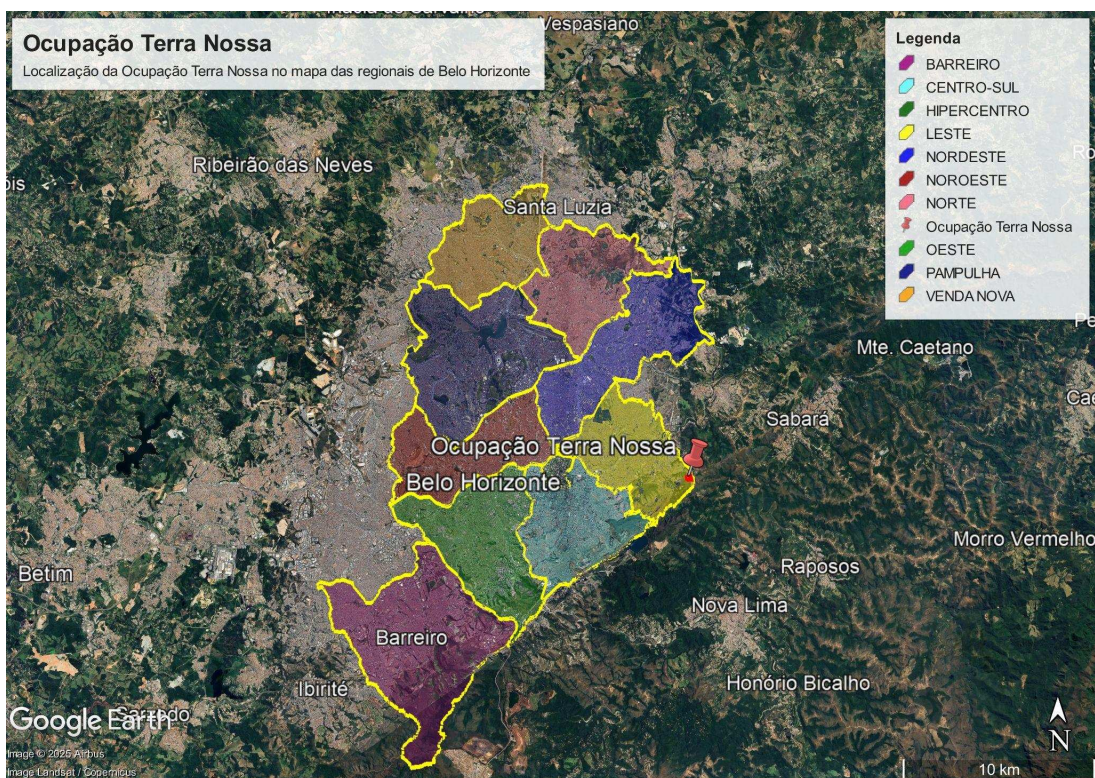 Ocupação Terra Nossa
Localização da Ocupação Terra Nossa no mapa das regionais de Belo Horizonte
Vespasiano
Legenda
BARREIRO
CENTRO-SUL
HIPERCENTRO
LESTE
NORDESTE
NOROESTE
NORTE
Ocupação Terra Nossa
OESTE
PAMPULHA
VENDA NOVA
Ribeirão das Neves
Santa Luzia
Mte. Caetano
Sabará
Ocupação Terra Nossa
Belo Horizonte
Morro Vermelho
Betim
Raposos
Nova Lima
Barreiro
Ibirité
Honório Bicalho
Google Earth
Image © 2025 Airbus
Image Landsat / Copernicus
N
10 km